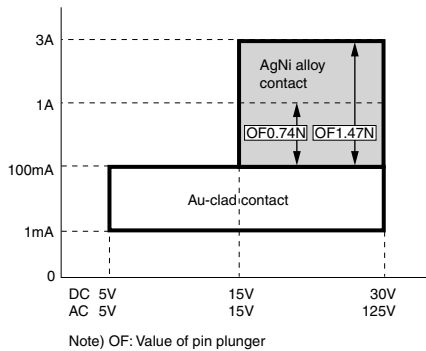 3A
AgNi alloy
contact
1A
OF0.74N OF1.47N
100mA
Au-clad contact
1mA
0
DC 5V 15V 30V
AC 5V 15V 125V
Note) OF: Value of pin plunger